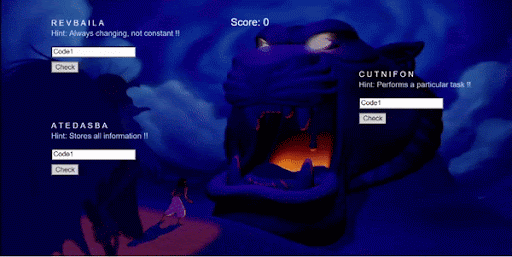 Score: 0
R E V B A I L A
Hint: Always changing, not constant !!
Code1
Check
C U T N I F O N
Hint: Performs a particular task !!
Code1
Check
A T E D A S B A
Hint: Stores all information !!
Code1
Check